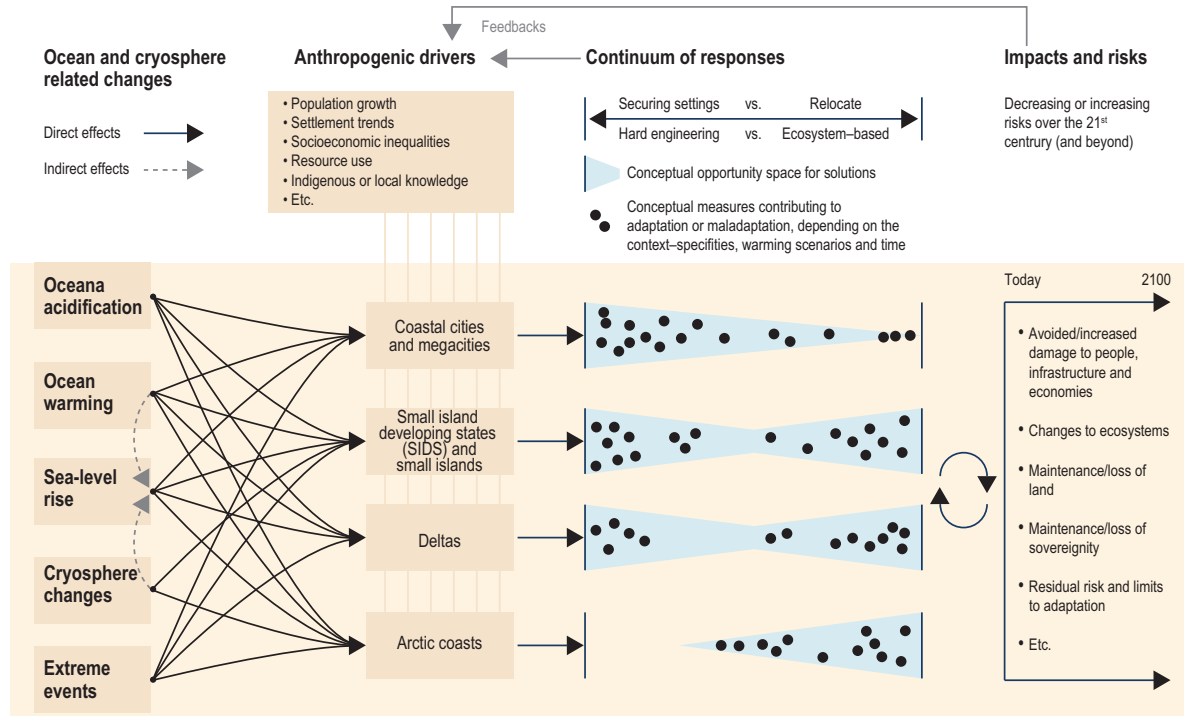 Feedbacks
Ocean and cryosphere
related changes
Direct effects
Indirect effects
Anthropogenic drivers
• Population growth
• Settlement trends
• Socioeconomic inequalities
• Resource use
• Indigenous or local knowledge
• Etc.
Continuum of responses
Securing settings vs. Relocate
Hard engineering vs. Ecosystem–based
Conceptual opportunity space for solutions
Conceptual measures contributing to
adaptation or maladaptation, depending on the
context–specifities, warming scenarios and time
Impacts and risks
Decreasing or increasing
risks over the 21st
centrury (and beyond)
Oceana
acidification
Ocean
warming
Sea-level
rise
Cryosphere
changes
Extreme
events
Coastal cities
and megacities
Small island
developing states
(SIDS) and
small islands
Deltas
Arctic coasts
Today 2100
• Avoided/increased
damage to people,
infrastructure and
economies
• Changes to ecosystems
• Maintenance/loss of
land
• Maintenance/loss of
sovereignity
• Residual risk and limits
to adaptation
• Etc.